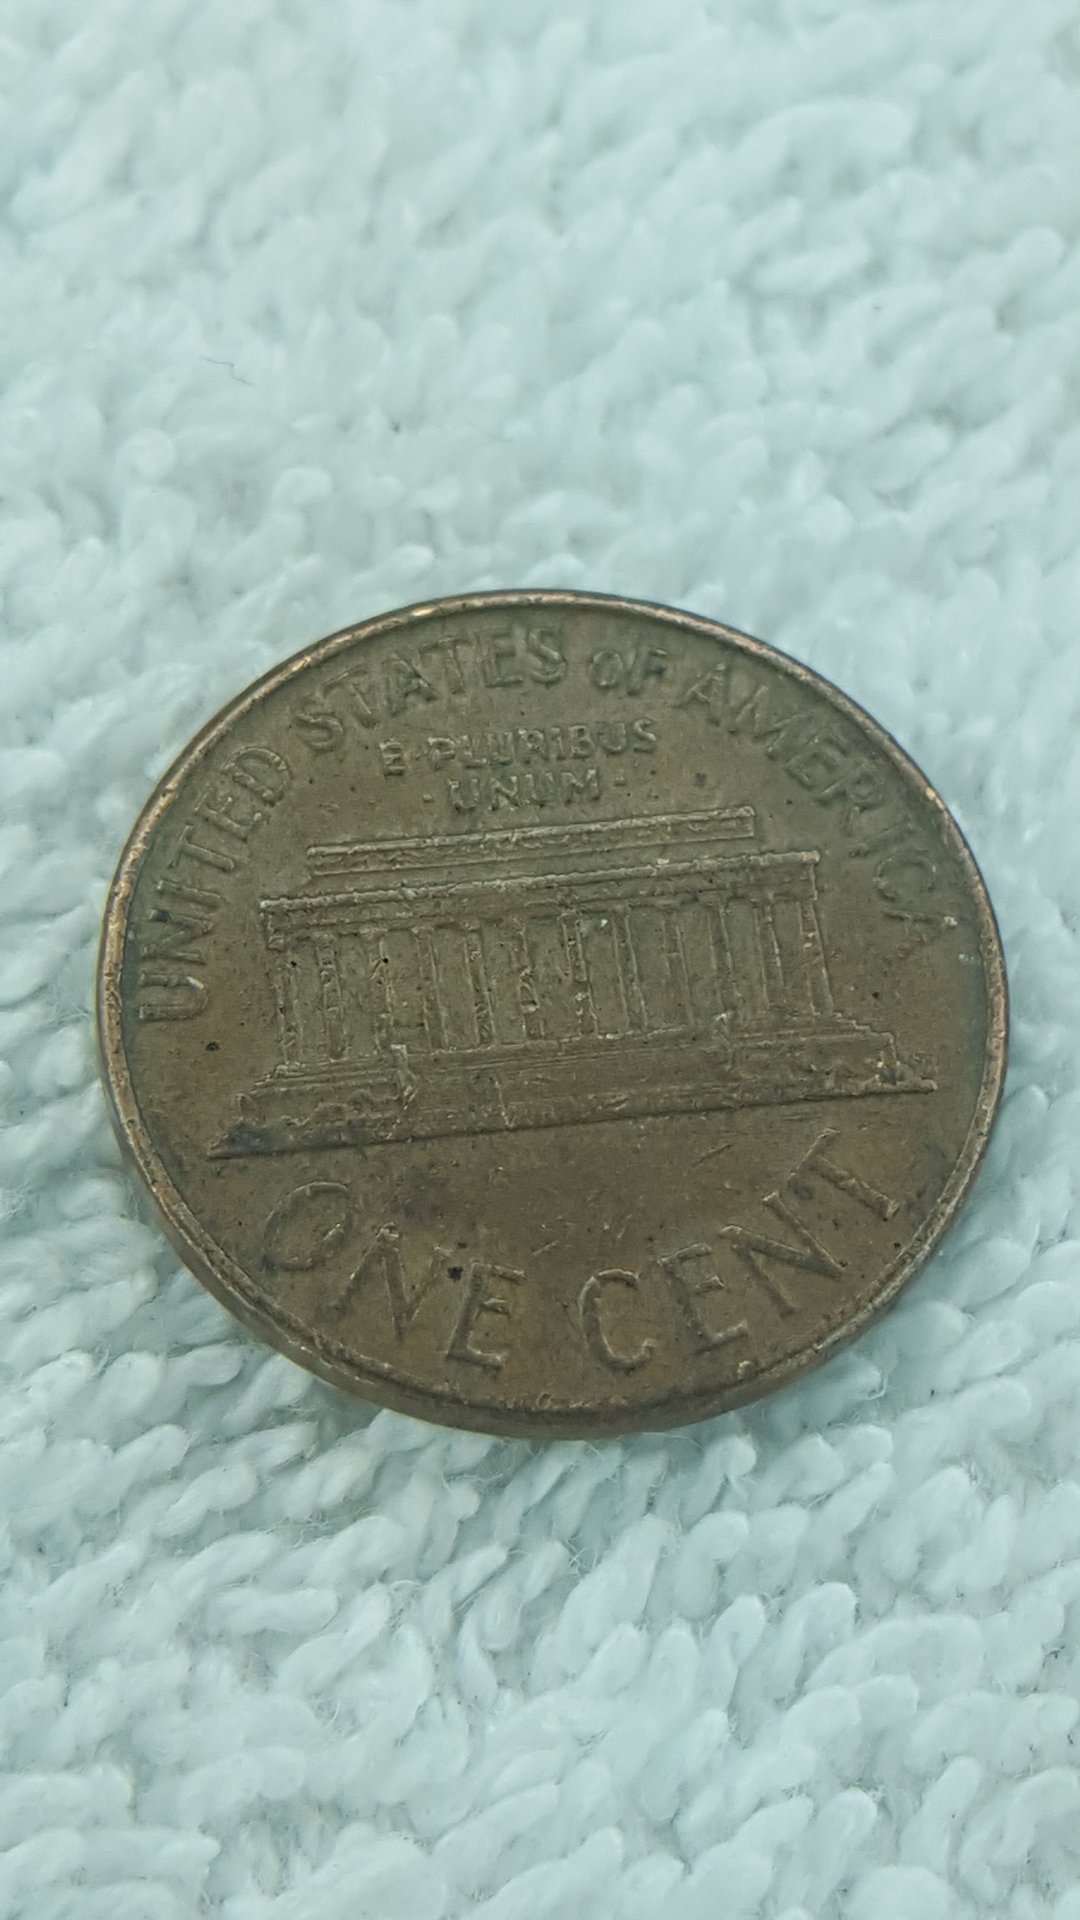 UNITED STATES OF AMERICA
E·PLURIBUS
·UNUM·
ONE CENT